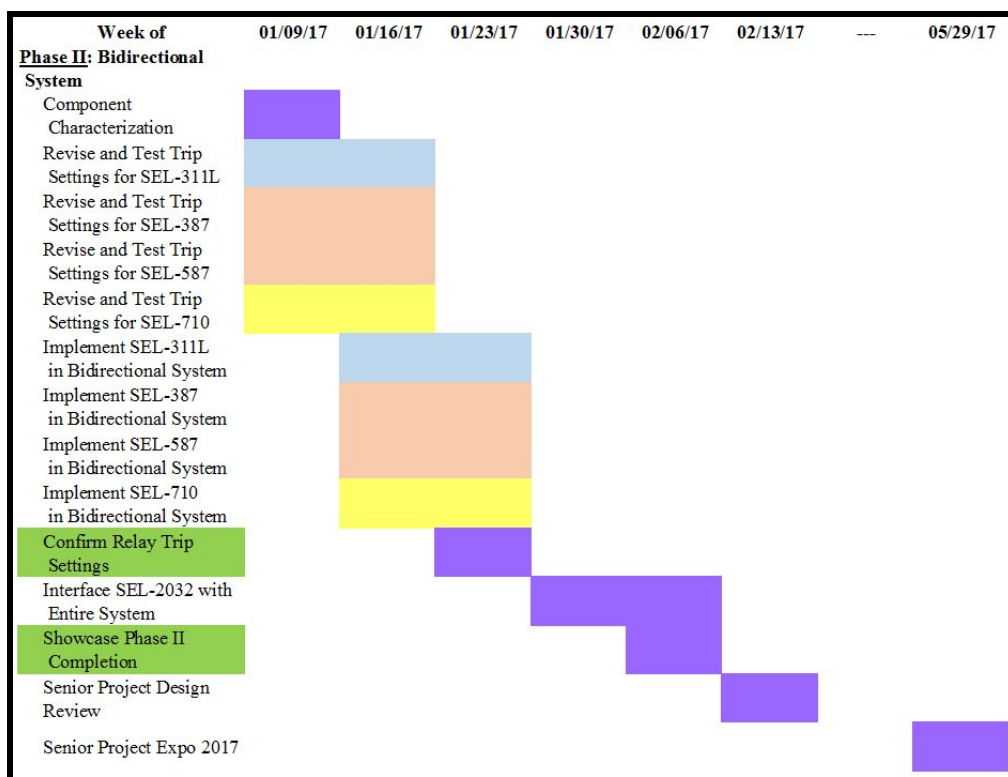 Week of 01/09/17 01/16/17 01/23/17 01/30/17 02/06/17 02/13/17 --- 05/29/17
Phase II: Bidirectional
System
Component
Characterization
Revise and Test Trip
Settings for SEL-311L
Revise and Test Trip
Settings for SEL-387
Revise and Test Trip
Settings for SEL-587
Revise and Test Trip
Settings for SEL-710
Implement SEL-311L
in Bidirectional System
Implement SEL-387
in Bidirectional System
Implement SEL-587
in Bidirectional System
Implement SEL-710
in Bidirectional System
Confirm Relay Trip
Settings
Interface SEL-2032 with
Entire System
Showcase Phase II
Completion
Senior Project Design
Review
Senior Project Expo 2017